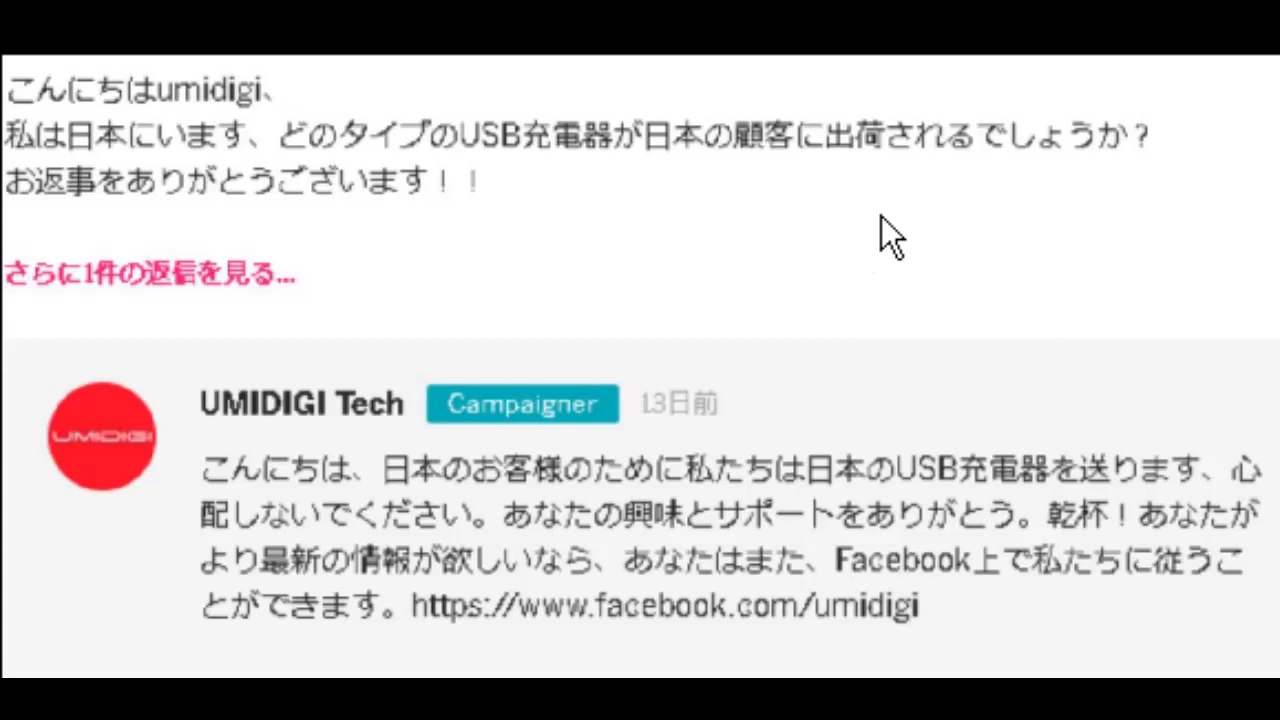 こんにちはumidigi、
私は日本にいます、どのタイプのUSB充電器が日本の顧客に出荷されるでしょうか？
お返事をありがとうございます！！
さらに1件の返信を見る...
UMIDIGI
UMIDIGI Tech Campaigner 13日前
こんにちは、日本のお客様のために私たちは日本のUSB充電器を送ります、心
配しないでください。あなたの興味とサポートをありがとう。乾杯！あなたが
より最新の情報が欲しいなら、あなたはまた、Facebook上で私たちに従うこ
とができます。https://www.facebook.com/umidigi